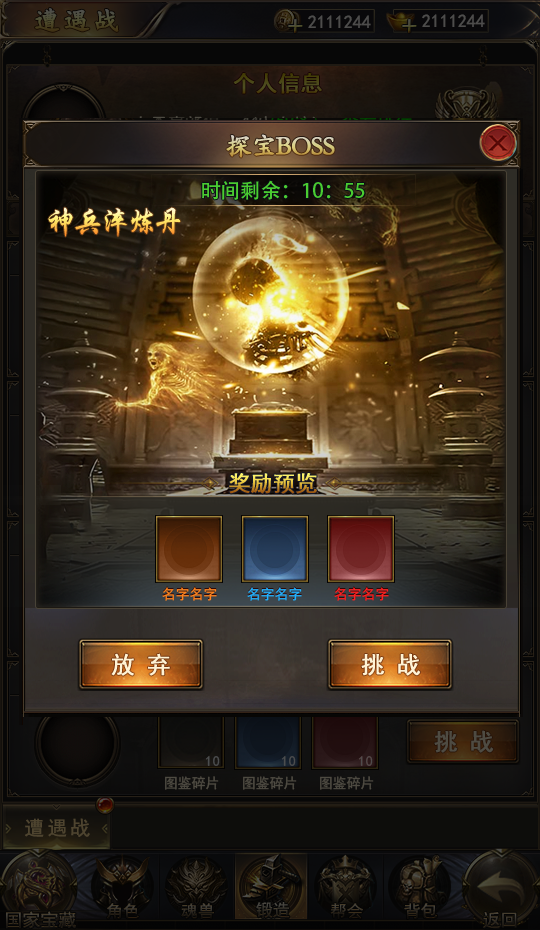 遭遇战
2111244
2111244
个人信息
探宝BOSS
时间剩余：10：55
神兵淬炼丹
奖励预览
名字名字
名字名字
名字名字
放弃
挑战
10
10
10
图鉴碎片
图鉴碎片
图鉴碎片
挑战
遭遇战
国家宝藏
角色
魂兽
锻造
帮会
背包
返回